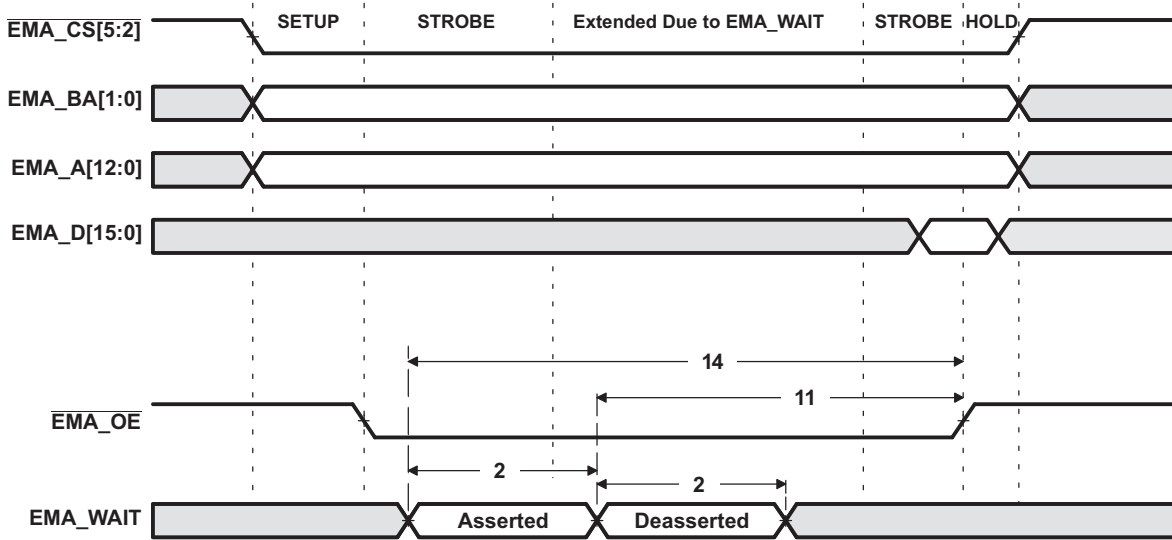 SETUP STROBE Extended Due to EMA_WAIT STROBE HOLD
EMA_CS[5:2]
EMA_BA[1:0]
EMA_A[12:0]
EMA_D[15:0]
14
11
EMA_OE
2
2
EMA_WAIT Asserted Deasserted